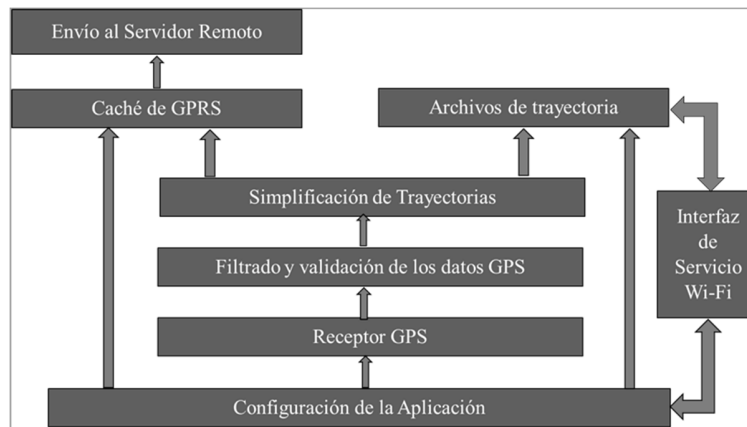 Envío al Servidor Remoto
Caché de GPRS
Archivos de trayectoria
Simplificación de Trayectorias
Interfaz
de
Servicio
Wi-Fi
Filtrado y validación de los datos GPS
Receptor GPS
Configuración de la Aplicación